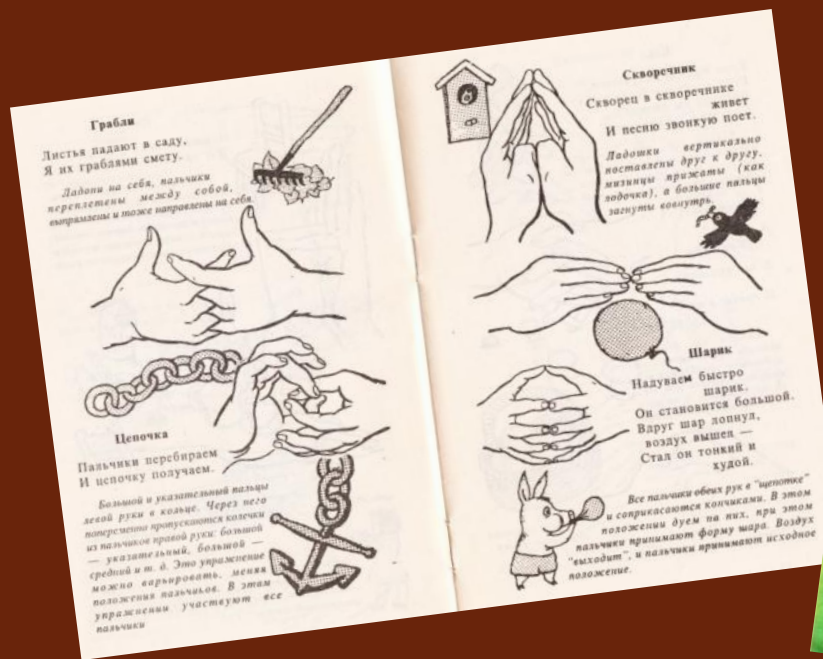 Грабли
Листья падают в саду,
Я их граблями смету.
Ладони на себя, пальчики
переплетены между собой,
выпрямлены и тоже направлены на себя.
Цепочка
Пальчики перебираем
И цепочку получаем.
Большой и указательный пальцы
левой руки в кольце. Через него
попеременно пропускаются колечки
из пальчиков правой руки: большой
— указательный, большой —
средний и т. д. Это упражнение
можно варьировать, меняя
положения пальчиков. В этом
упражнении участвуют все
пальчики
Скворечник
Скворец в скворечнике
живет
И песню звонкую поет.
Ладошки вертикально
поставлены друг к другу,
мизинцы прижаты (как
лодочка), а большие пальцы
загнуты вовнутрь.
Шарик
Надуваем быстро
шарик.
Он становится большой.
Вдруг шар лопнул,
воздух вышел —
Стал он тонкий и
худой.
Все пальчики обеих рук в "щепотке"
и соприкасаются кончиками. В этом
положении дуем на них, при этом
пальчики принимают форму шара. Воздух
"выходит", и пальчики принимают исходное
положение.